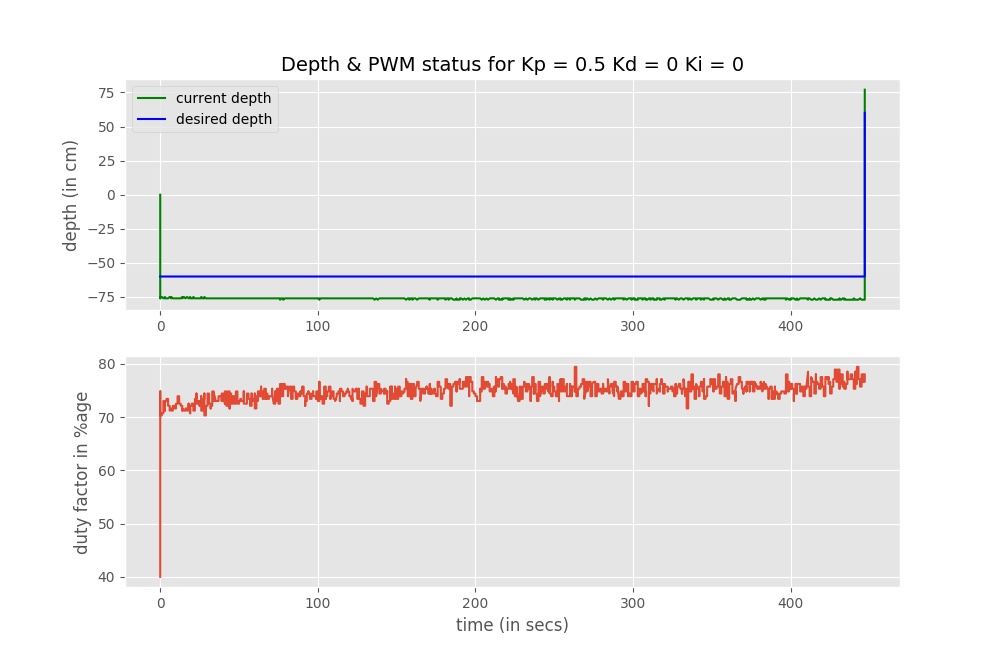 Depth & PWM status for Kp = 0.5 Kd = 0 Ki = 0
75
50
25
0
−25
−50
−75
depth (in cm)
current depth
desired depth
0 100 200 300 400
80
70
60
50
40
duty factor in %age
0 100 200 300 400
time (in secs)